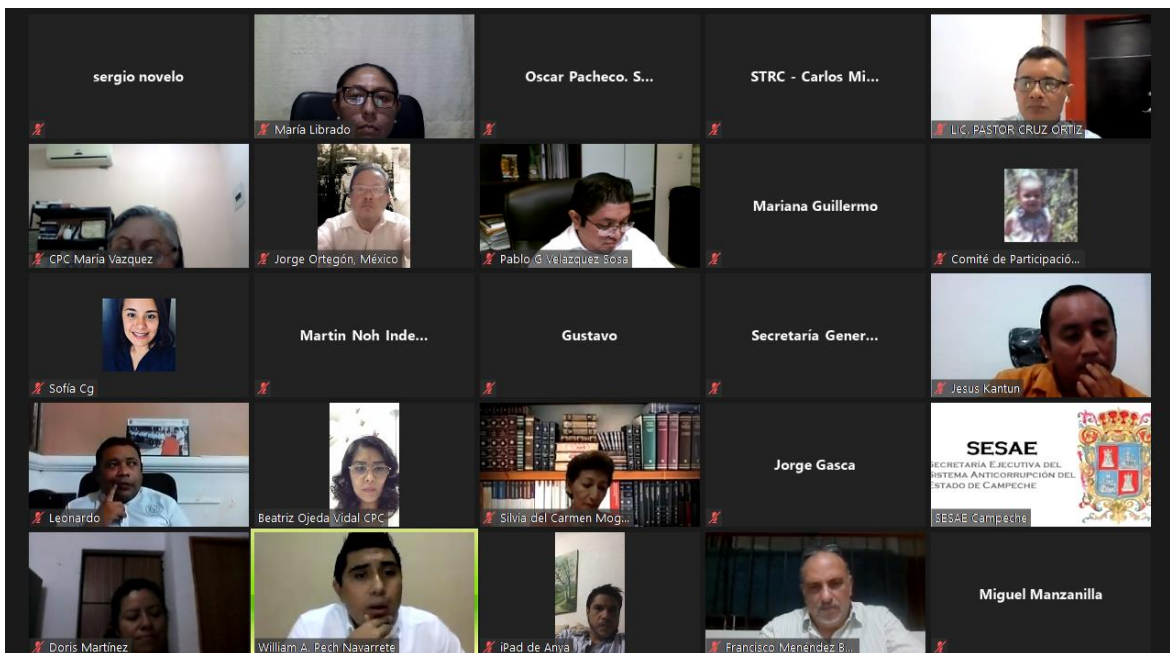 sergio novelo
María Librado
Oscar Pacheco. S...
STRC - Carlos Mi...
LIC. PASTOR CRUZ ORTIZ
CPC María Vazquez
Jorge Ortegón, México
Pablo G Velazquez Sosa
Mariana Guillermo
Comité de Participació...
Sofía Cg
Martin Noh Inde...
Gustavo
Secretaría Gener...
Jesus Kantun
Leonardo
Beatriz Ojeda Vidal CPC
Silvia del Carmen Mog...
Jorge Gasca
SESAE
SECRETARÍA EJECUTIVA DEL
SISTEMA ANTICORRUPCIÓN DEL
ESTADO DE CAMPECHE
SESAE Campeche
Doris Martínez
William A. Pech Navarrete
iPad de Anya
Francisco Menéndez B...
Miguel Manzanilla